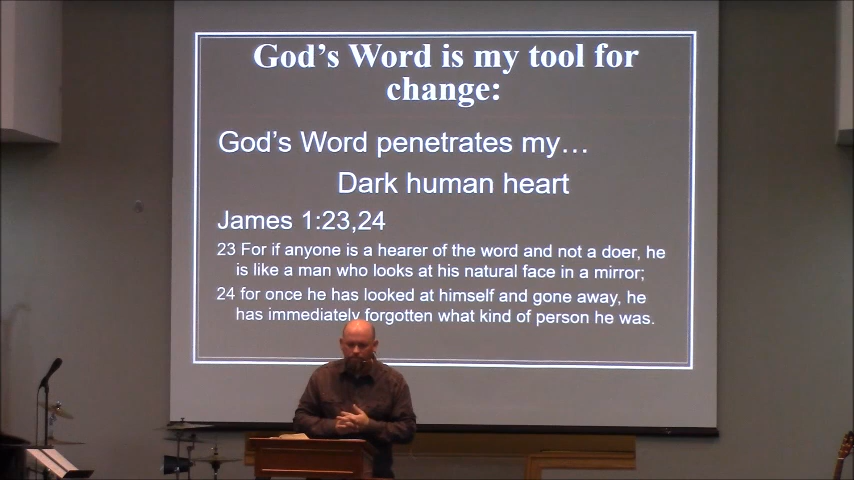 God's Word is my tool for
change:
God's Word penetrates my…
Dark human heart
James 1:23,24
23 For if anyone is a hearer of the word and not a doer, he
is like a man who looks at his natural face in a mirror;
24 for once he has looked at himself and gone away, he
has immediately forgotten what kind of person he was.